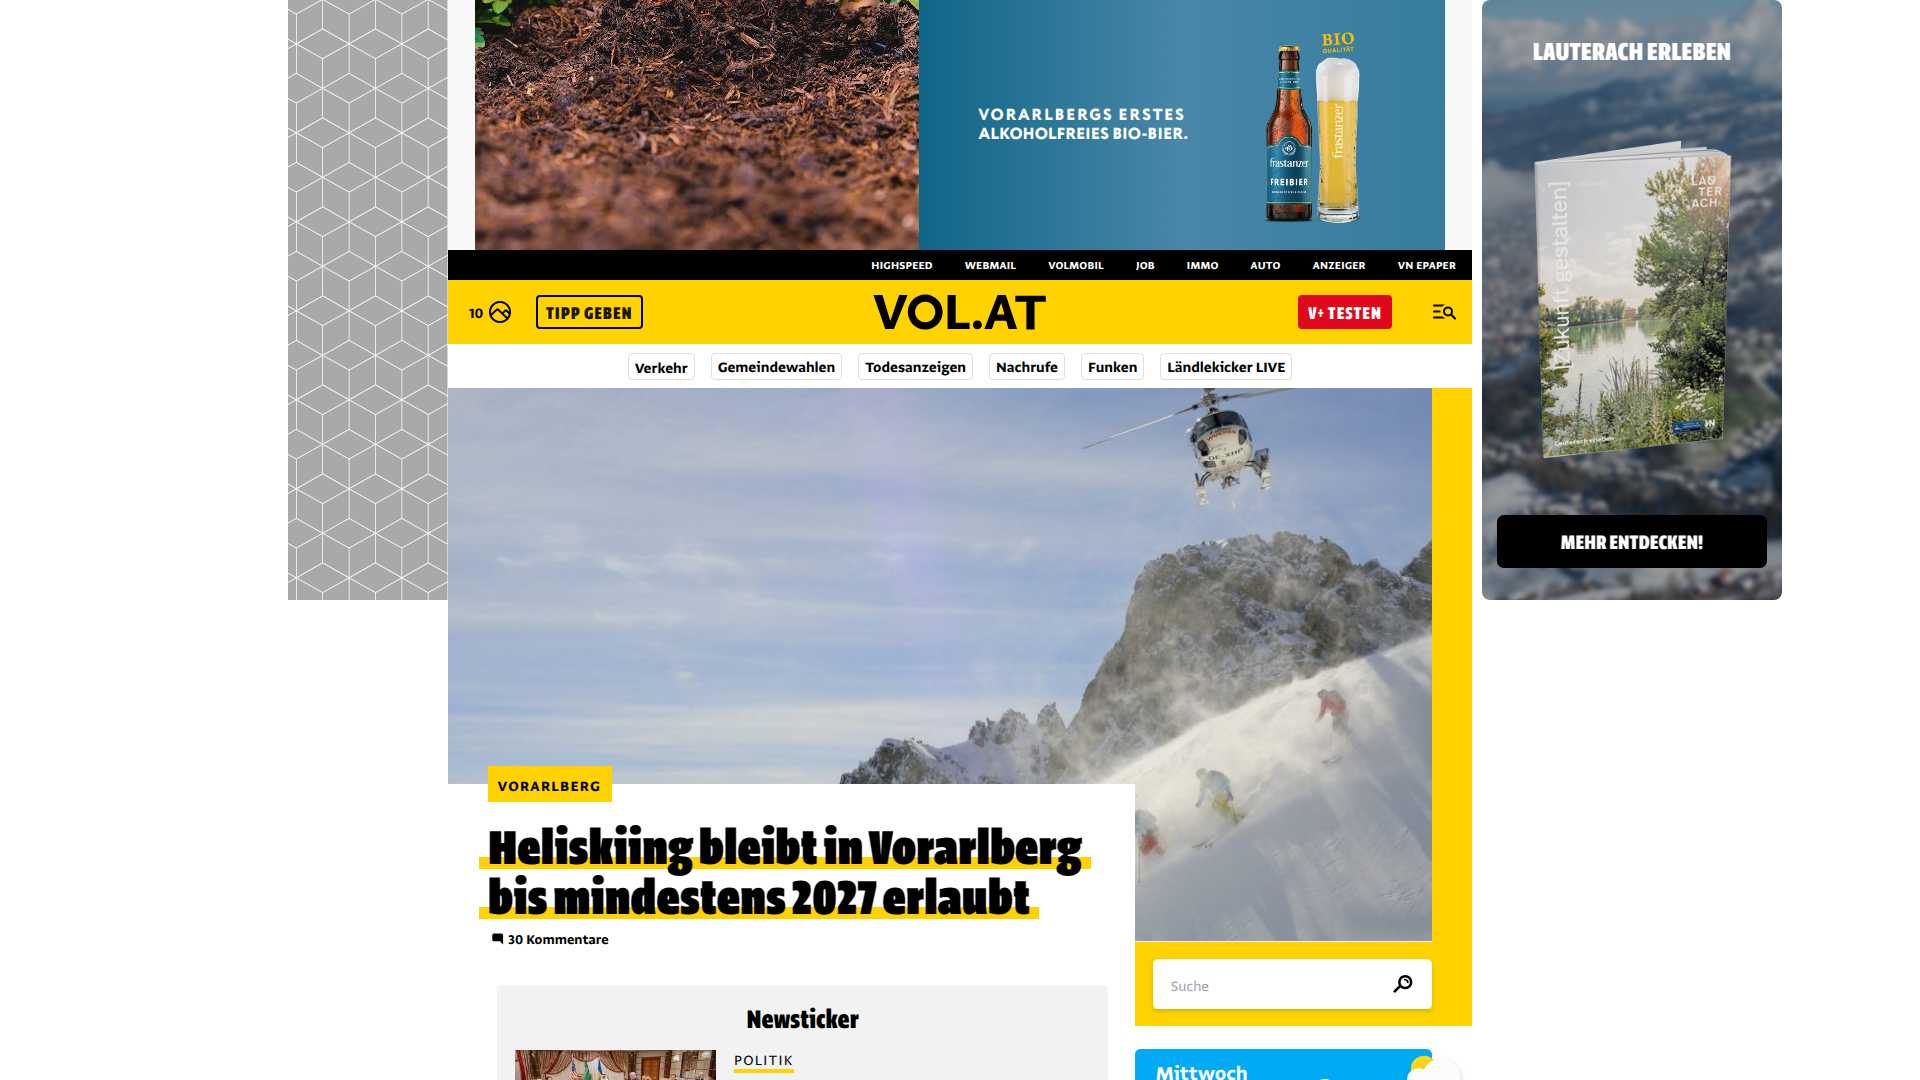 BIO
QUALITÄT
LAUTERACH ERLEBEN
VORARLBERGS ERSTES
ALKOHOLFREIES BIO-BIER.
frastanzer
frastanzer
FREIBIER
LAU
TER
ACH
[Zukunft gestalten]
HIGHSPEED WEBMAIL VOLMOBIL JOB IMMO AUTO ANZEIGER VN EPAPER
10 TIPP GEBEN VOL.AT V+ TESTEN
Verkehr Gemeindewahlen Todesanzeigen Nachrufe Funken Ländlekicker LIVE
OE-XHP
MEHR ENTDECKEN!
VORARLBERG
Heliskiing bleibt in Vorarlberg
bis mindestens 2027 erlaubt
30 Kommentare
Suche
Newsticker
POLITIK
Mittwoch